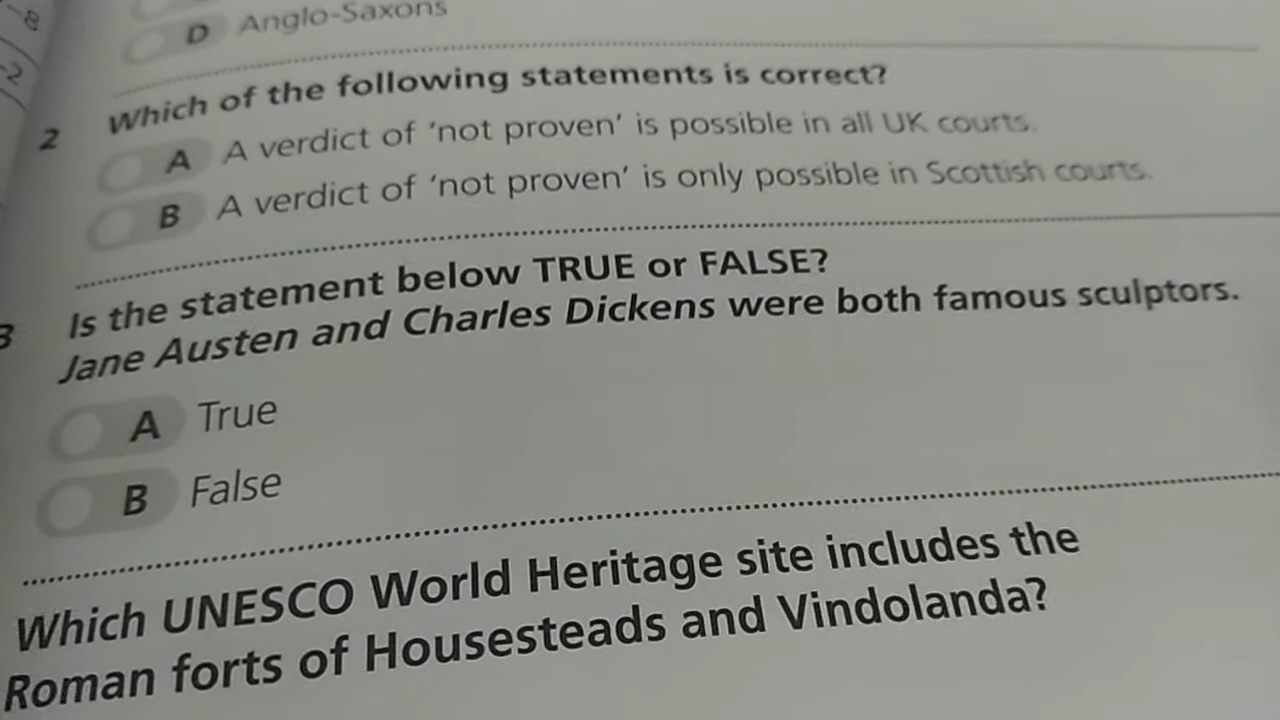 -8
-2
D Anglo-Saxons
2 Which of the following statements is correct?
A A verdict of 'not proven' is possible in all UK courts.
B A verdict of 'not proven' is only possible in Scottish courts.
3 Is the statement below TRUE or FALSE?
Jane Austen and Charles Dickens were both famous sculptors.
A True
B False
Which UNESCO World Heritage site includes the
Roman forts of Housesteads and Vindolanda?